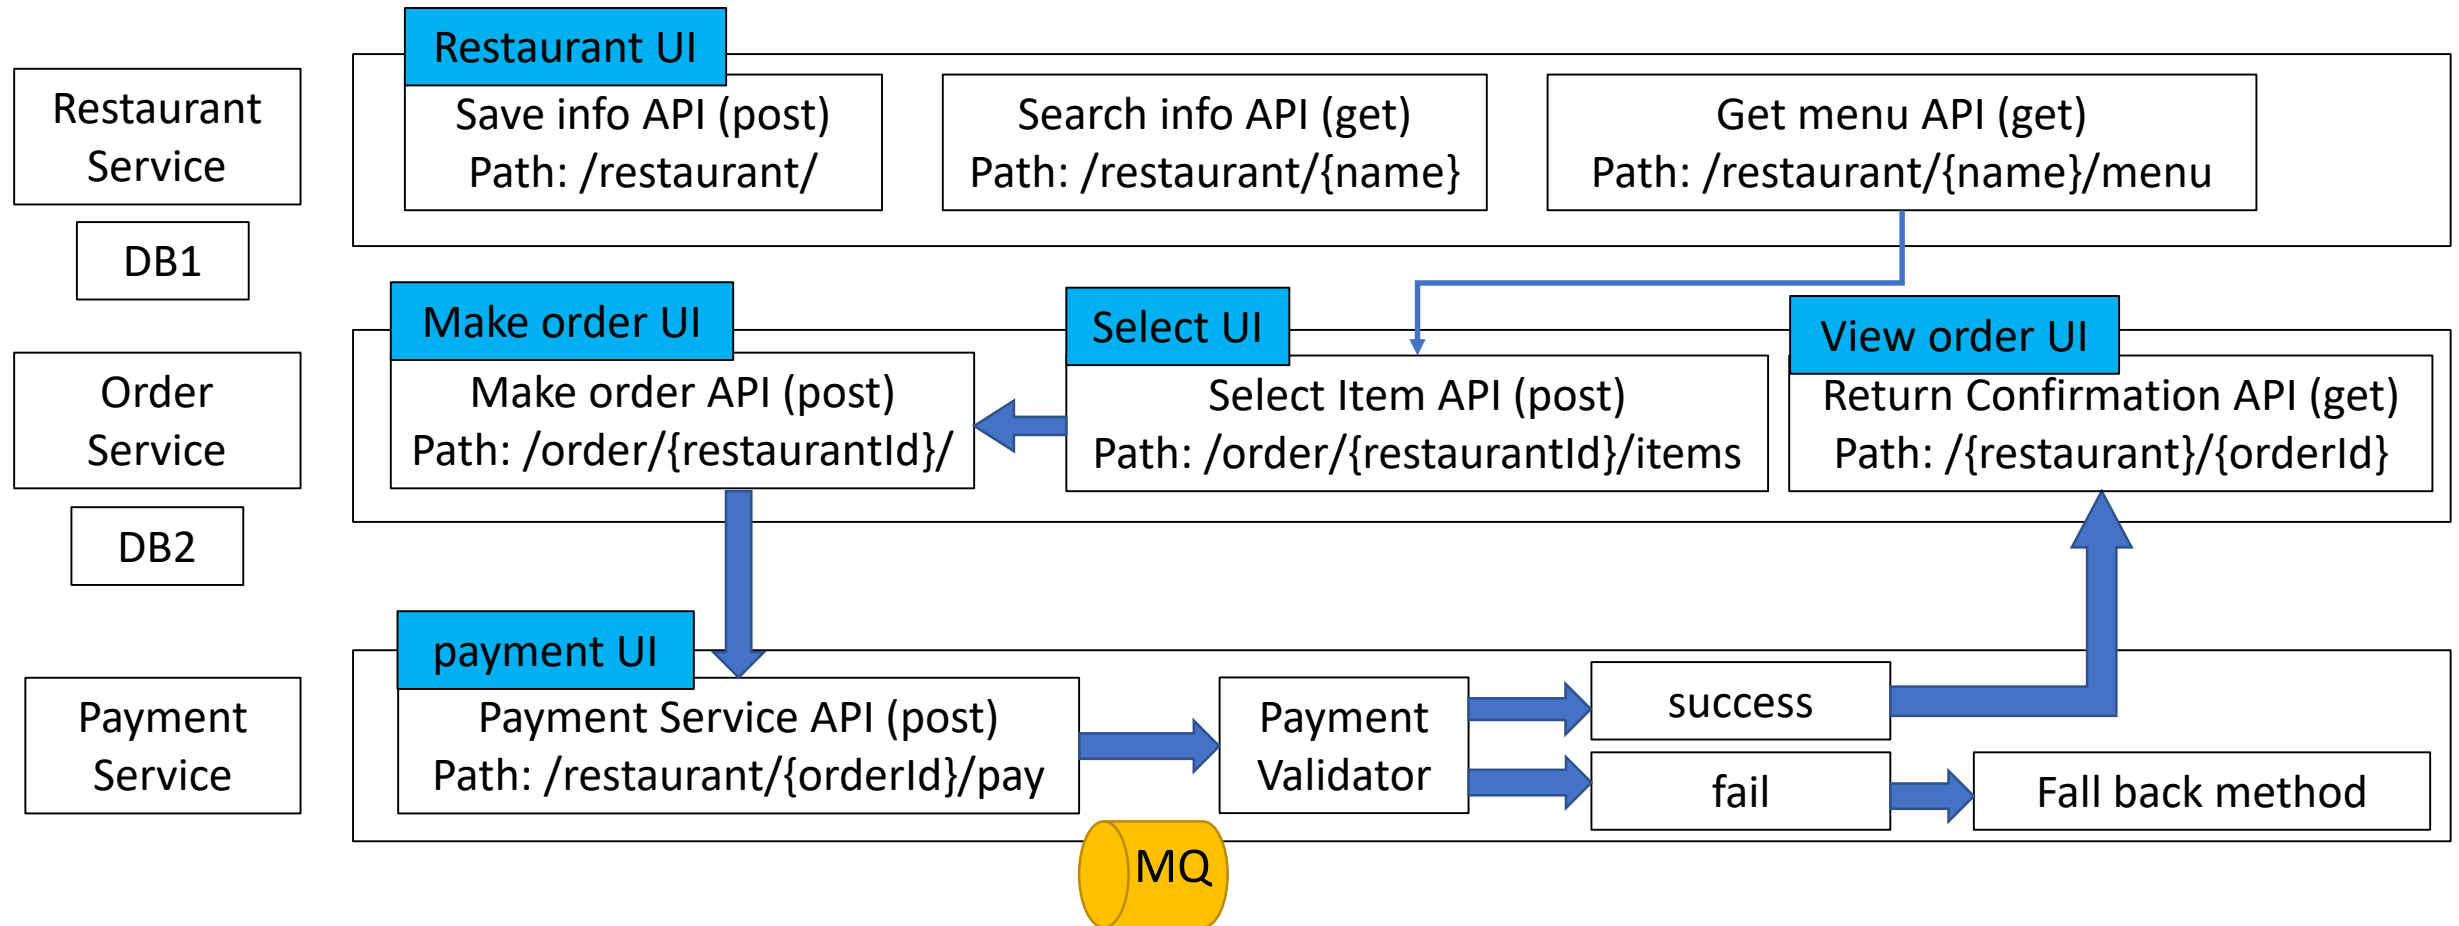 Restaurant UI
Restaurant
Service
Save info API (post)
Path: /restaurant/
Search info API (get)
Path: /restaurant/{name}
Get menu API (get)
Path: /restaurant/{name}/menu
DB1
Make order UI
Select UI
View order UI
Order
Service
Make order API (post)
Path: /order/{restaurantId}/
Select Item API (post)
Path: /order/{restaurantId}/items
Return Confirmation API (get)
Path: /{restaurant}/{orderId}
DB2
payment UI
Payment
Service
Payment Service API (post)
Path: /restaurant/{orderId}/pay
Payment
Validator
success
fail
Fall back method
MQ